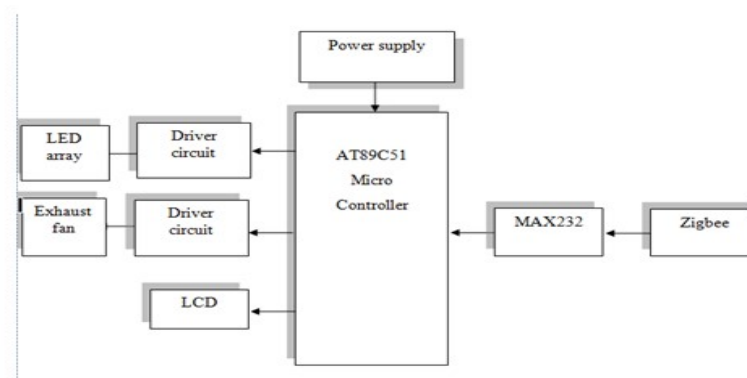 Power supply
LED
array
Driver
circuit
AT89C51
Micro
Controller
Exhaust
fan
Driver
circuit
MAX232
Zigbee
LCD